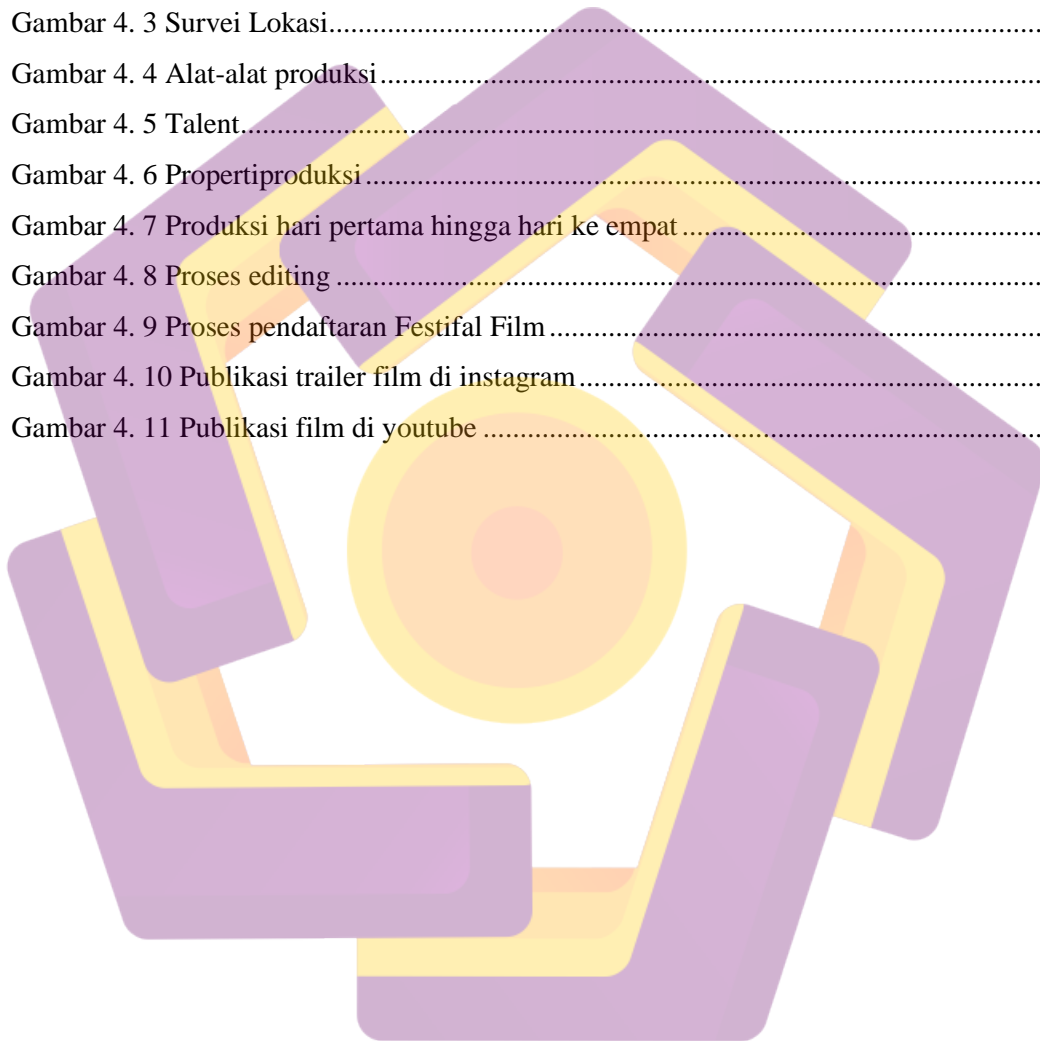 Gambar 4. 3 Survei Lokasi
Gambar 4. 4 Alat-alat produksi
Gambar 4. 5 Talent
Gambar 4. 6 Propertiproduksi
Gambar 4. 7 Produksi hari pertama hingga hari ke empat
Gambar 4. 8 Proses editing
Gambar 4. 9 Proses pendaftaran Festifal Film
Gambar 4. 10 Publikasi trailer film di instagram
Gambar 4. 11 Publikasi film di youtube